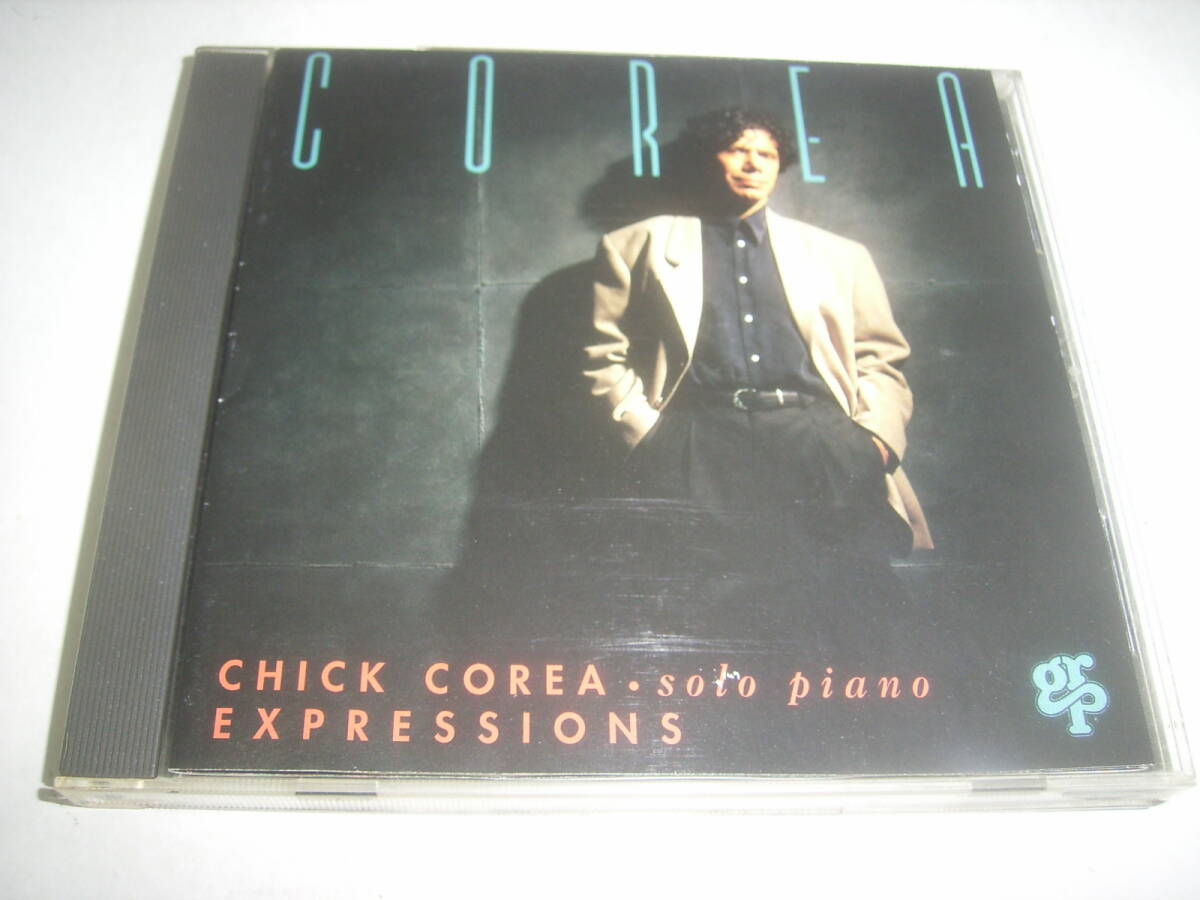 COREA
CHICK COREA • solo piano
EXPRESSIONS
grp